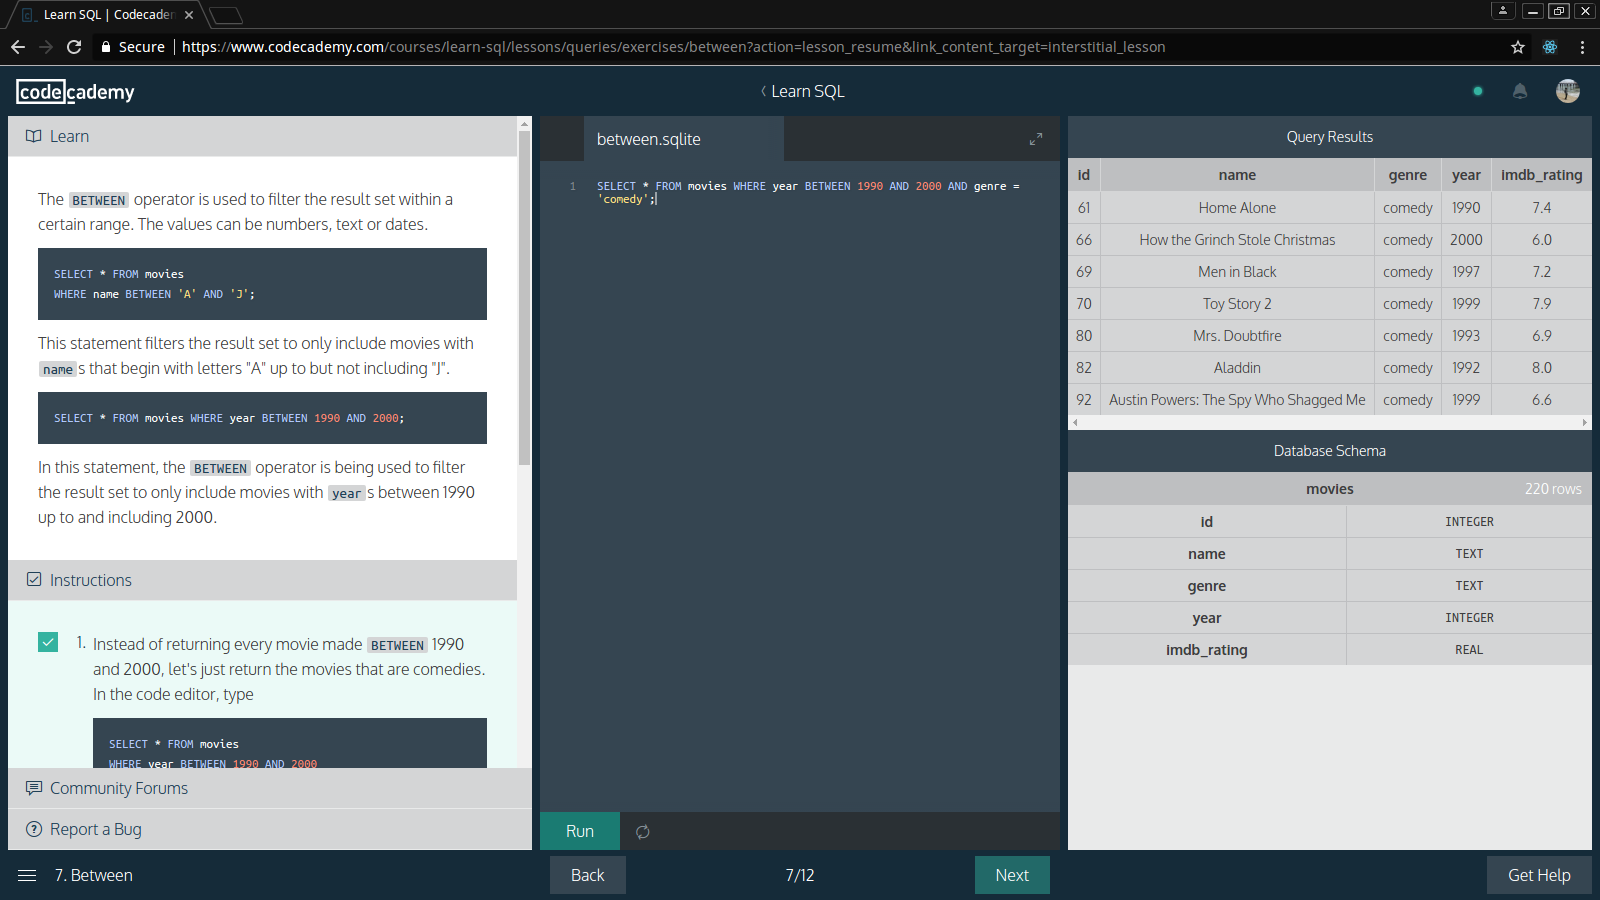 Learn SQL | Codecader
Secure | https://www.codecademy.com/courses/learn-sql/lessons/queries/exercises/between?action=lesson_resume&link_content_target=interstitial_lesson
codecademy
Learn SQL
Learn
The BETWEEN operator is used to filter the result set within a
certain range. The values can be numbers, text or dates.
SELECT * FROM movies
WHERE name BETWEEN 'A' AND 'J';
This statement filters the result set to only include movies with
name s that begin with letters "A" up to but not including "J".
SELECT * FROM movies WHERE year BETWEEN 1990 AND 2000;
In this statement, the BETWEEN operator is being used to filter
the result set to only include movies with year s between 1990
up to and including 2000.
Instructions
1. Instead of returning every movie made BETWEEN 1990
and 2000, let's just return the movies that are comedies.
In the code editor, type
SELECT * FROM movies
WHERE year BETWEEN 1990 AND 2000
Community Forums
Report a Bug
between.sqlite
1 SELECT * FROM movies WHERE year BETWEEN 1990 AND 2000 AND genre =
'comedy';
Run
Query Results
id name genre year imdb_rating
61 Home Alone comedy 1990 7.4
66 How the Grinch Stole Christmas comedy 2000 6.0
69 Men in Black comedy 1997 7.2
70 Toy Story 2 comedy 1999 7.9
80 Mrs. Doubtfire comedy 1993 6.9
82 Aladdin comedy 1992 8.0
92 Austin Powers: The Spy Who Shagged Me comedy 1999 6.6
Database Schema
movies 220 rows
id INTEGER
name TEXT
genre TEXT
year INTEGER
imdb_rating REAL
7. Between
Back
7/12
Next
Get Help